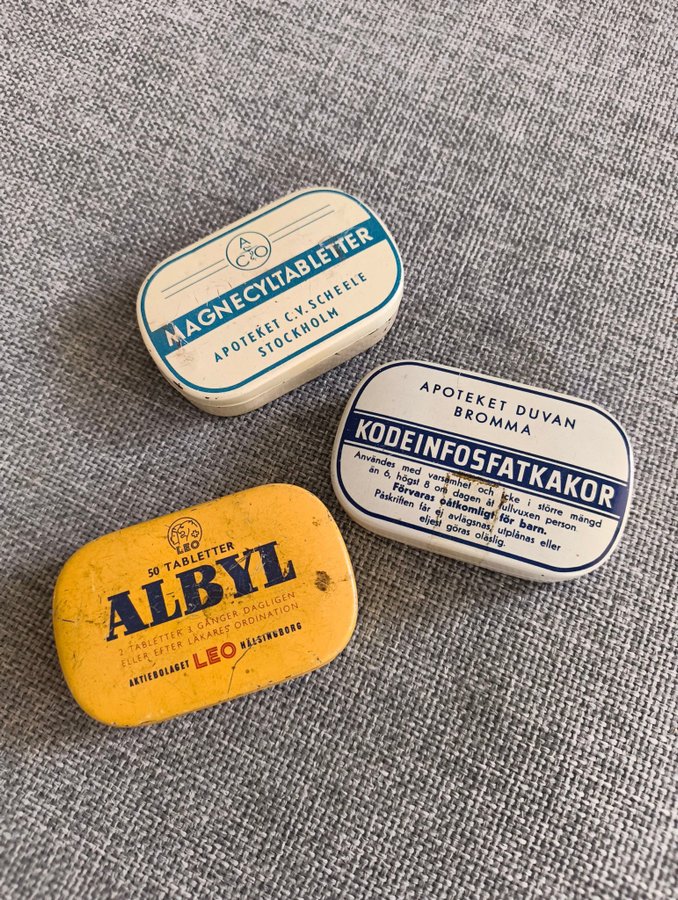 A
C&CO
MAGNECYLTABLETTER
APOTEKET C.V. SCHEELE
STOCKHOLM
APOTEKET DUVAN
BROMMA
KODEINFOSFATKAKOR
Användes med varsamhet och icke i större mängd
än 6, högst 8 om dagen åt fullvuxen person
Förvaras oåtkomligt för barn.
Påskriften får ej avlägsnas, utplånas eller
eljest göras oläslig.
LEO
50 TABLETTER
ALBYL
2 TABLETTER 3 GÅNGER DAGLIGEN
ELLER EFTER LÄKARES ORDINATION
AKTIEBOLAGET LEO HÄLSINGBORG